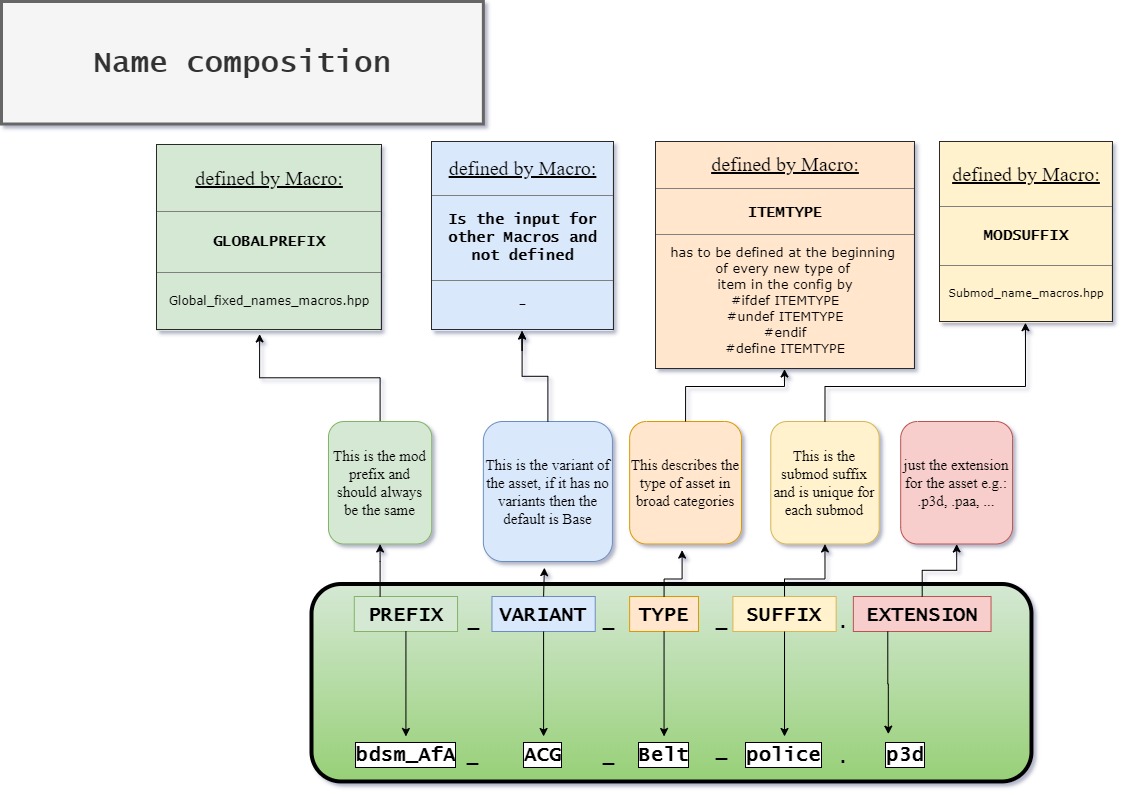 Name composition
defined by Macro:
GLOBALPREFIX
Global_fixed_names_macros.hpp
defined by Macro:
Is the input for
other Macros and
not defined
-
defined by Macro:
ITEMTYPE
has to be defined at the beginning
of every new type of
item in the config by
#ifdef ITEMTYPE
#undef ITEMTYPE
#endif
#define ITEMTYPE
defined by Macro:
MODSUFFIX
Submod_name_macros.hpp
This is the mod
prefix and
should always
be the same
This is the variant of
the asset, if it has no
variants then the
default is Base
This describes the
type of asset in
broad categories
This is the
submod suffix
and is unique for
each submod
just the extension
for the asset e.g.:
.p3d, .paa, ...
PREFIX _ VARIANT _ TYPE _ SUFFIX . EXTENSION
bdsm_AfA _ ACG _ Belt _ police . p3d